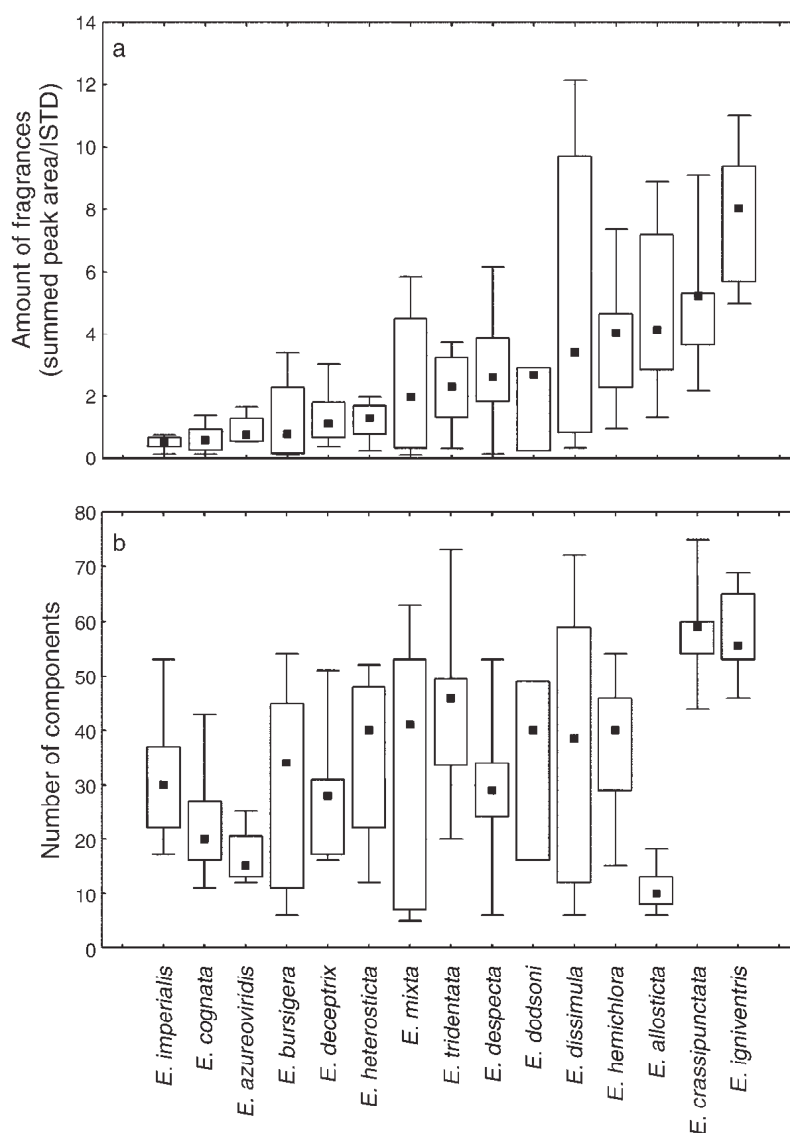 a
Amount of fragrances
(summed peak area/ISTD)
14
12
10
8
6
4
2
0
b
Number of components
80
70
60
50
40
30
20
10
0
E. imperialis
E. cognata
E. azureoviridis
E. bursigera
E. deceptrix
E. heterosticta
E. mixta
E. tridentata
E. despecta
E. dodsoni
E. dissimula
E. hemichlora
E. allosticta
E. crassipunctata
E. igniventris